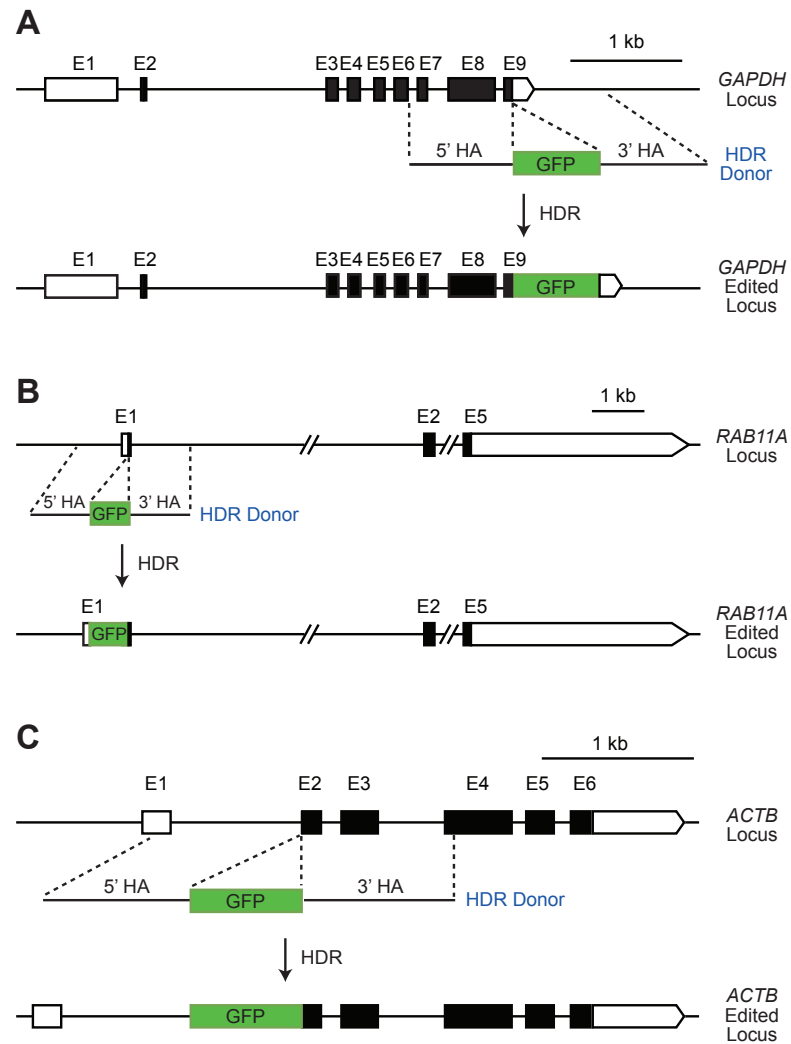 A
1 kb
E1 E2 E3 E4 E5 E6 E7 E8 E9
GAPDH
Locus
5’ HA GFP 3’ HA
HDR
Donor
HDR
E1 E2 E3 E4 E5 E6 E7 E8 E9
GFP
GAPDH
Edited
Locus
B
1 kb
E1 E2 E5
RAB11A
Locus
5’ HA GFP 3’ HA HDR Donor
HDR
E1 E2 E5
GFP
RAB11A
Edited
Locus
C
1 kb
E1 E2 E3 E4 E5 E6
ACTB
Locus
5’ HA GFP 3’ HA HDR Donor
HDR
GFP
ACTB
Edited
Locus